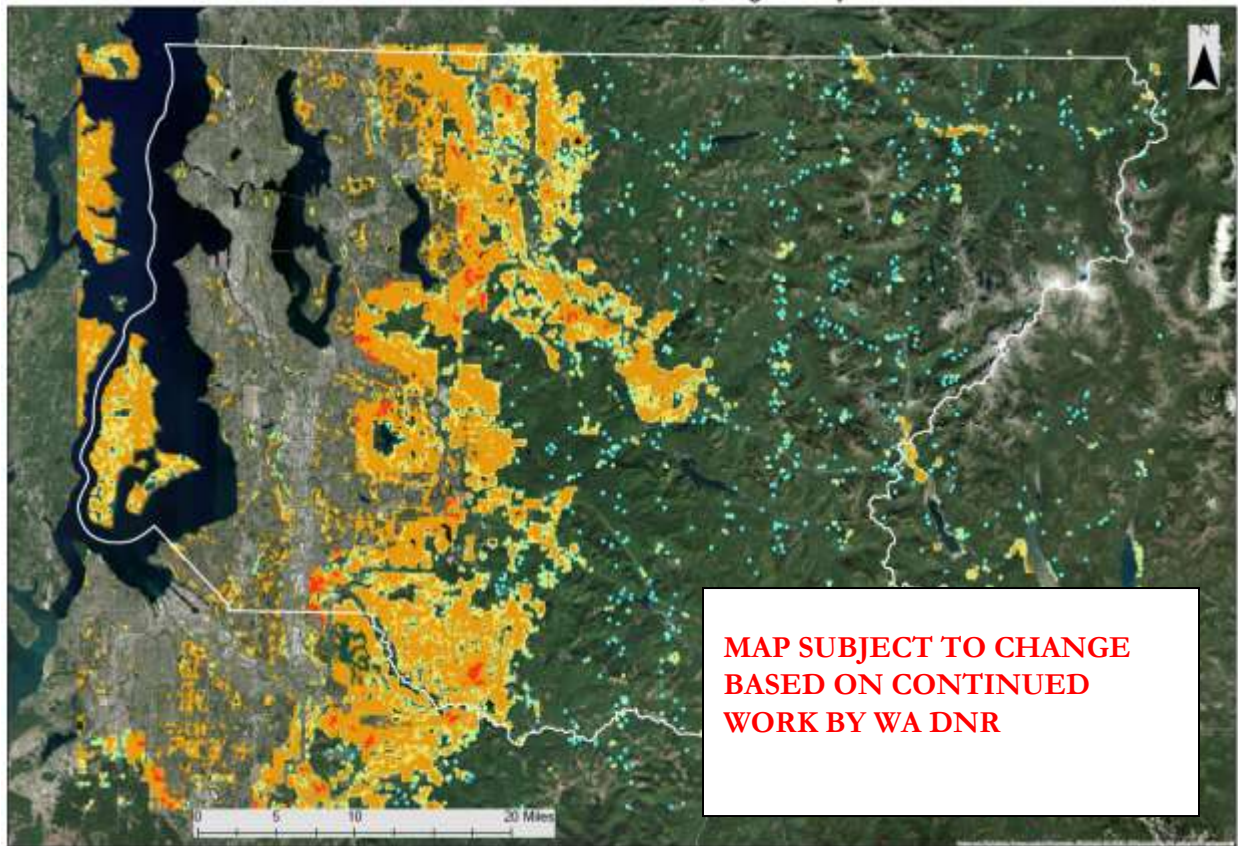 N
MAP SUBJECT TO CHANGE
BASED ON CONTINUED
WORK BY WA DNR
0 5 10 20 Miles